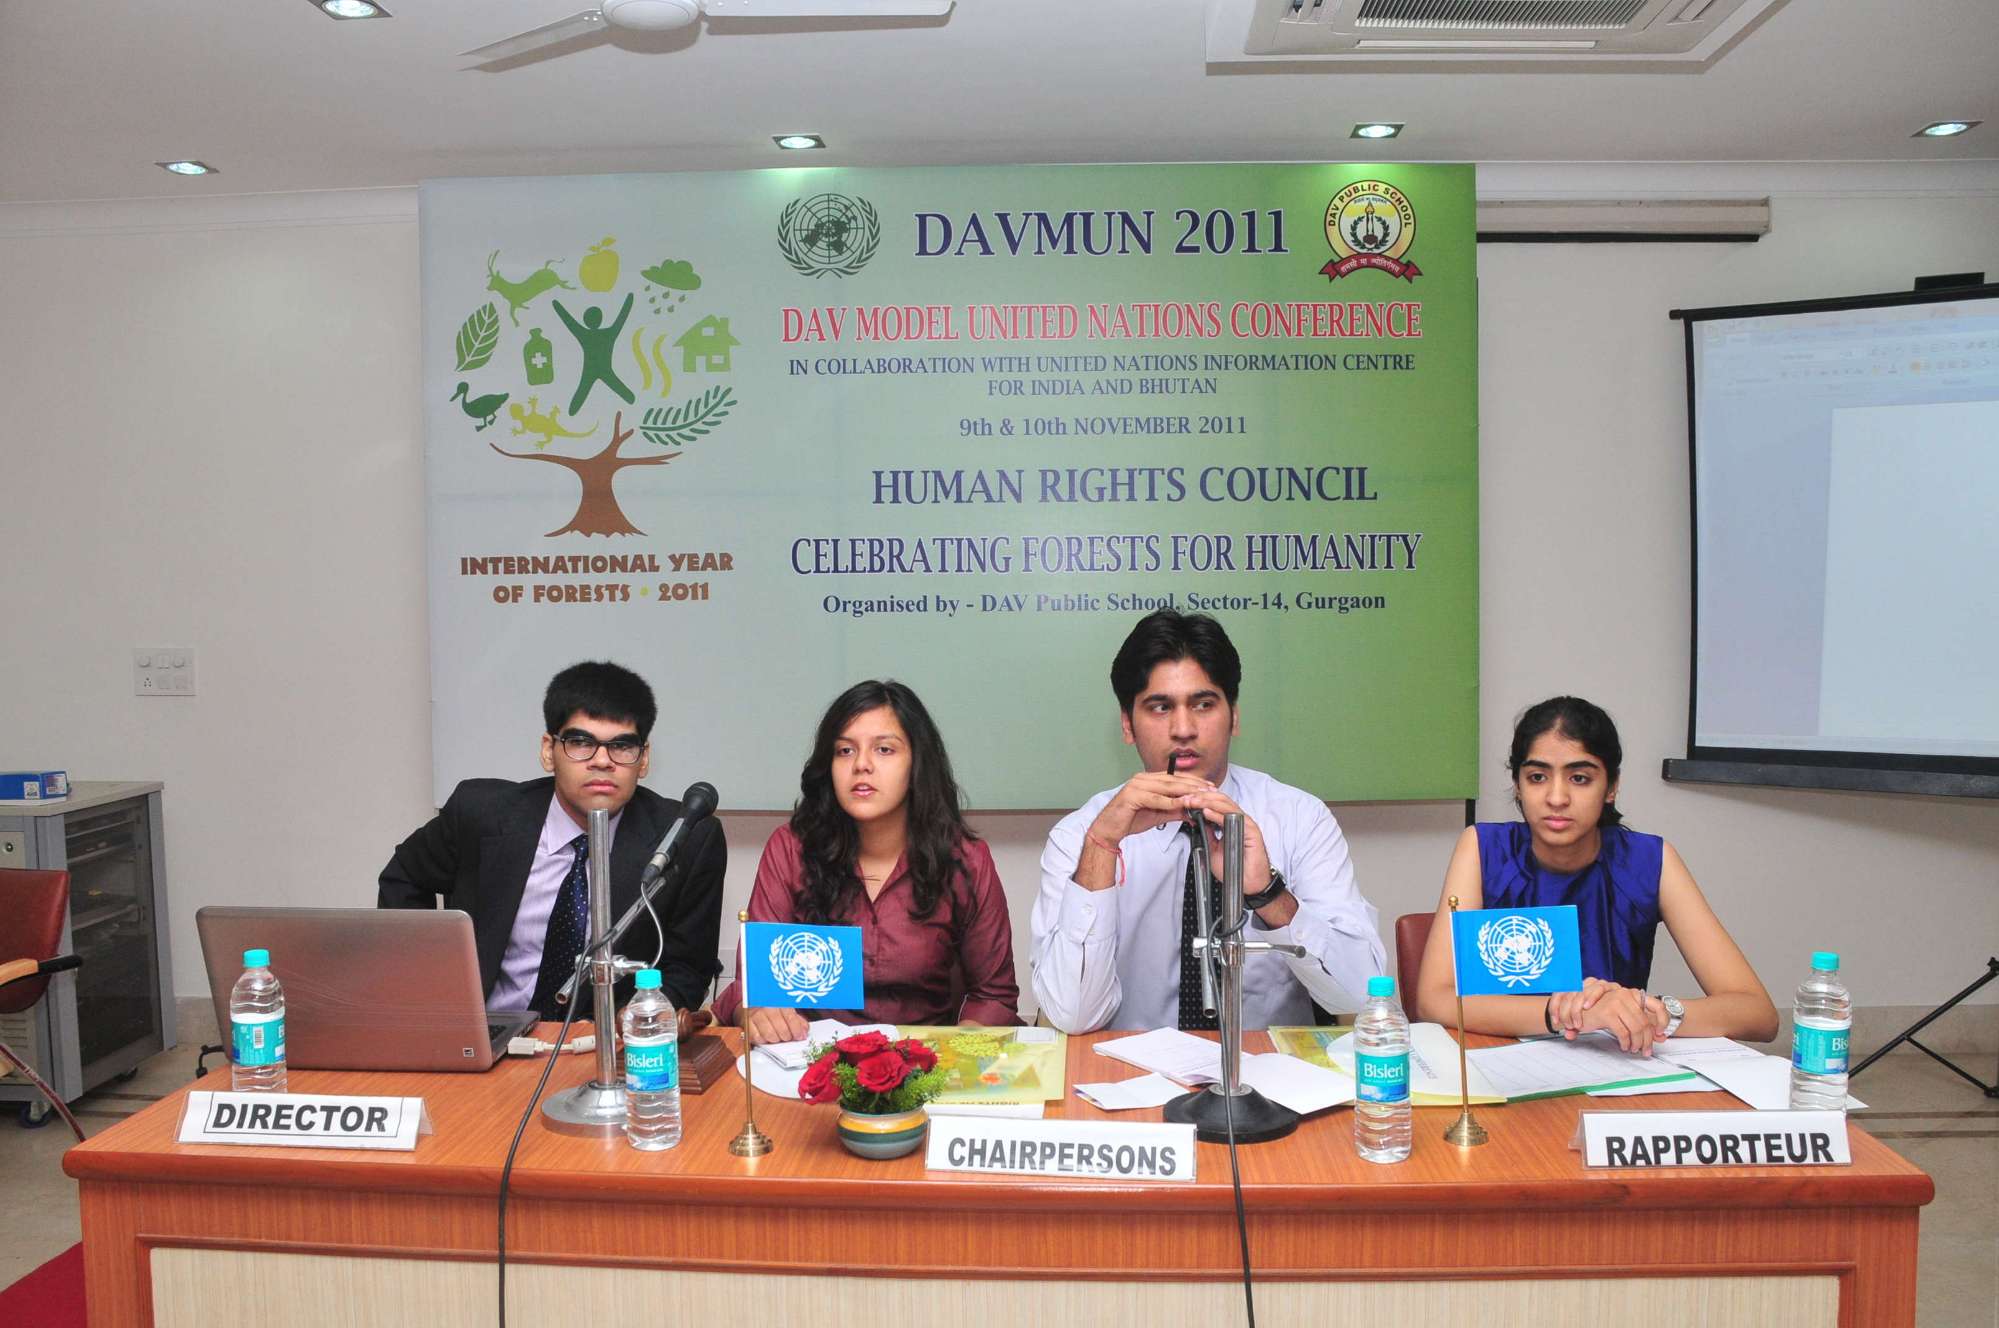 DAVMUN 2011
DAV PUBLIC SCHOOL
DAV MODEL UNITED NATIONS CONFERENCE
IN COLLABORATION WITH UNITED NATIONS INFORMATION CENTRE
FOR INDIA AND BHUTAN
9th & 10th NOVEMBER 2011
HUMAN RIGHTS COUNCIL
CELEBRATING FORESTS FOR HUMANITY
Organised by - DAV Public School, Sector-14, Gurgaon
INTERNATIONAL YEAR
OF FORESTS • 2011
Bisleri
Bisleri
Bisleri
DIRECTOR
CHAIRPERSONS
RAPPORTEUR